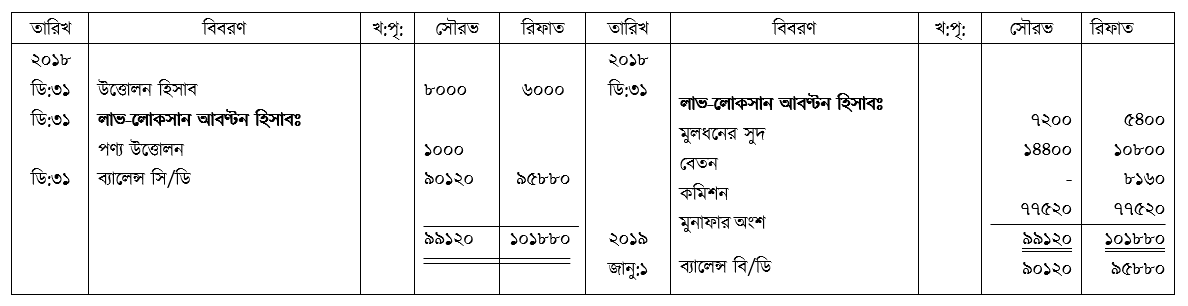 তারিখ বিবরণ খ:পৃ: সৌরভ রিফাত তারিখ বিবরণ খ:পৃ: সৌরভ রিফাত
২০১৮ ২০১৮
ডি:৩১ উত্তোলন হিসাব ৮০০০ ৬০০০ ডি:৩১ লাভ-লোকসান আবণ্টন হিসাবঃ
ডি:৩১ লাভ-লোকসান আবণ্টন হিসাবঃ মুলধনের সুদ ৭২০০ ৫৪০০
পণ্য উত্তোলন ১০০০ বেতন ১৪৪০০ ১০৮০০
ডি:৩১ ব্যালেন্স সি/ডি ৯০১২০ ৯৫৮৮০ কমিশন - ৮১৬০
মুনাফার অংশ ৭৭৫২০ ৭৭৫২০
৯৯১২০ ১০১৮৮০ ২০১৯ ৯৯১২০ ১০১৮৮০
জানু:১ ব্যালেন্স বি/ডি ৯০১২০ ৯৫৮৮০